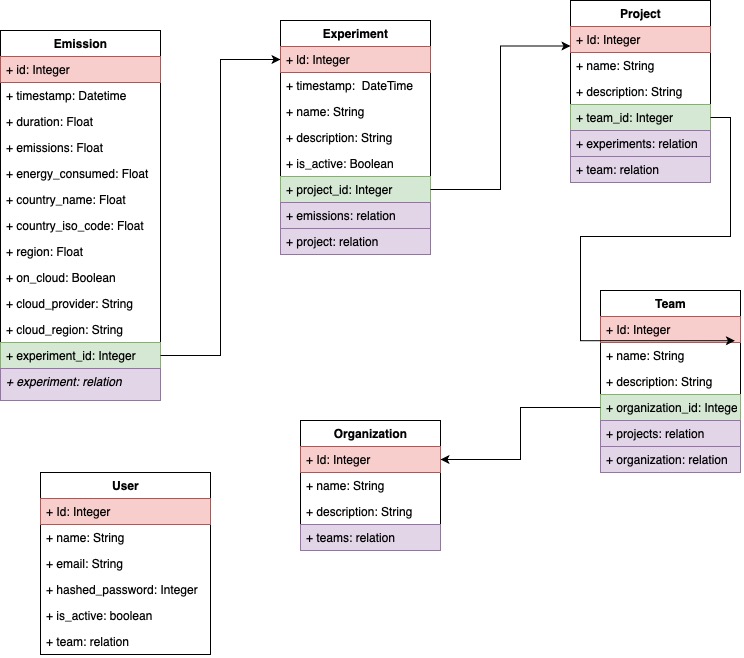 Emission
+ id: Integer
+ timestamp: Datetime
+ duration: Float
+ emissions: Float
+ energy_consumed: Float
+ country_name: Float
+ country_iso_code: Float
+ region: Float
+ on_cloud: Boolean
+ cloud_provider: String
+ cloud_region: String
+ experiment_id: Integer
+ experiment: relation
Experiment
+ Id: Integer
+ timestamp:  DateTime
+ name: String
+ description: String
+ is_active: Boolean
+ project_id: Integer
+ emissions: relation
+ project: relation
Project
+ Id: Integer
+ name: String
+ description: String
+ team_id: Integer
+ experiments: relation
+ team: relation
Team
+ Id: Integer
+ name: String
+ description: String
+ organization_id: Intege
+ projects: relation
+ organization: relation
Organization
+ Id: Integer
+ name: String
+ description: String
+ teams: relation
User
+ Id: Integer
+ name: String
+ email: String
+ hashed_password: Integer
+ is_active: boolean
+ team: relation